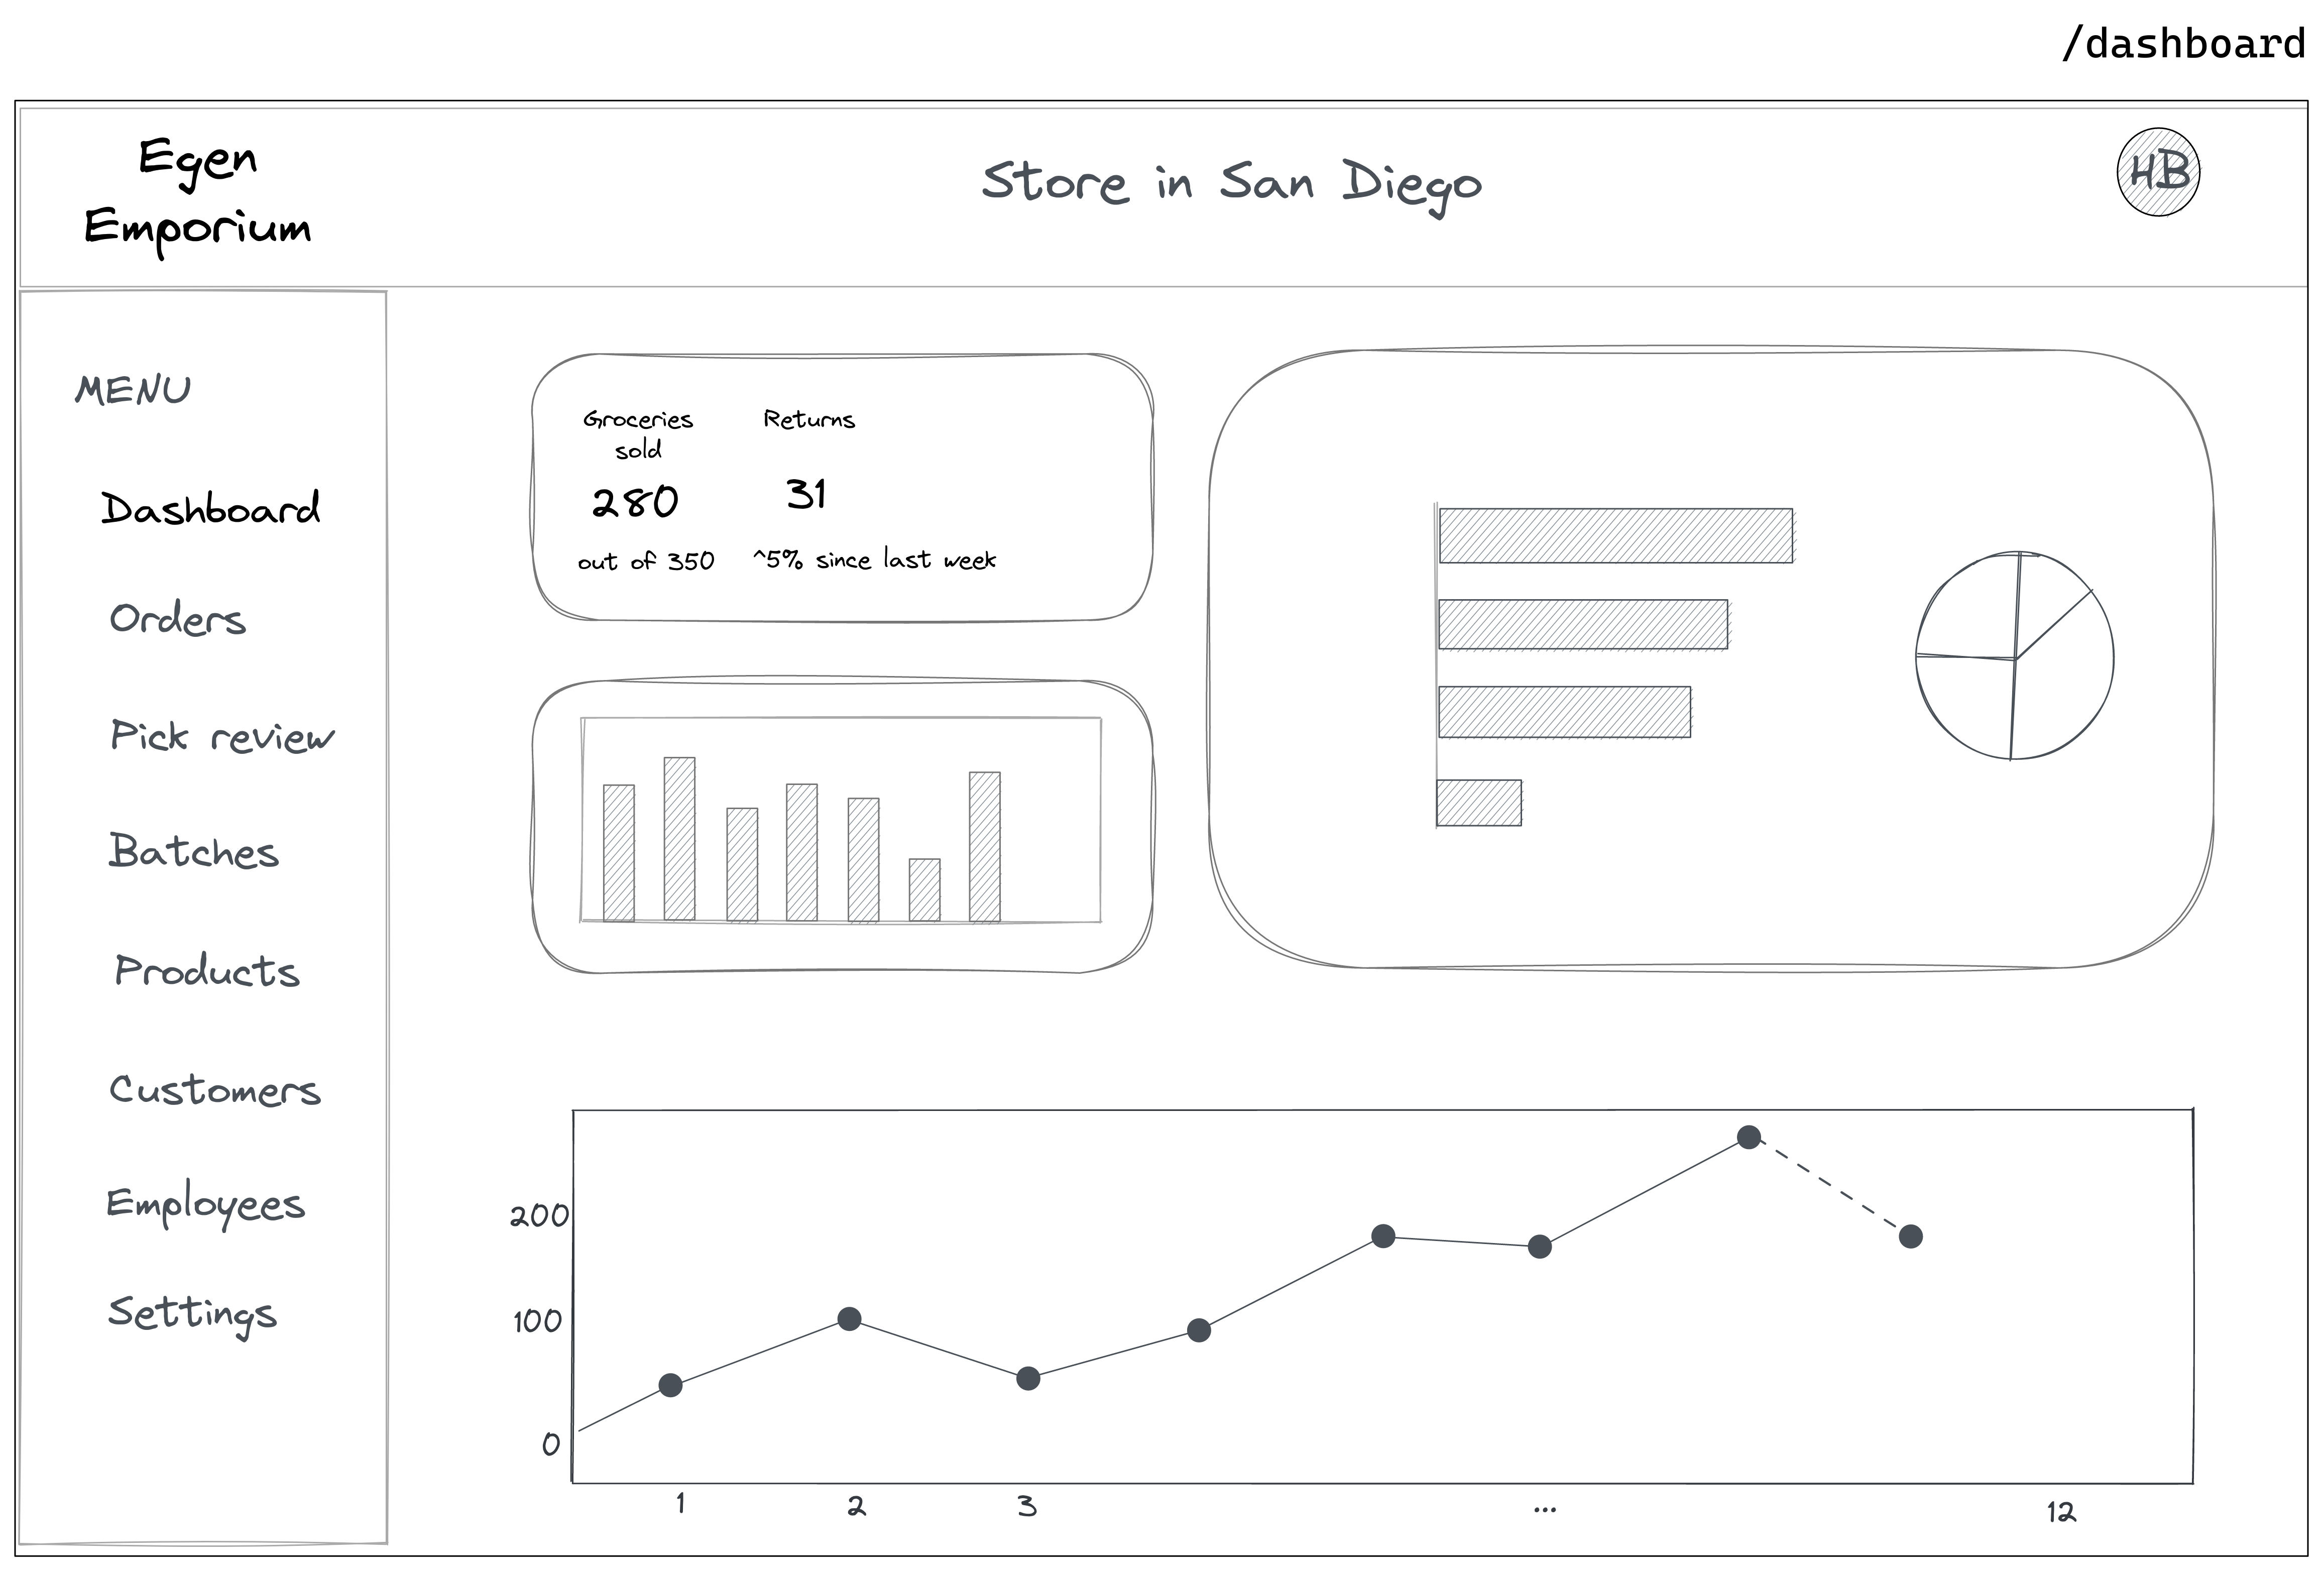 /dashboard
Egen
Emporium
Store in San Diego
HB
MENU
Dashboard
Orders
Pick review
Batches
Products
Customers
Employees
Settings
Groceries
sold
280
out of 350
Returns
31
^5% since last week
200
100
0
1 2 3 ... 12